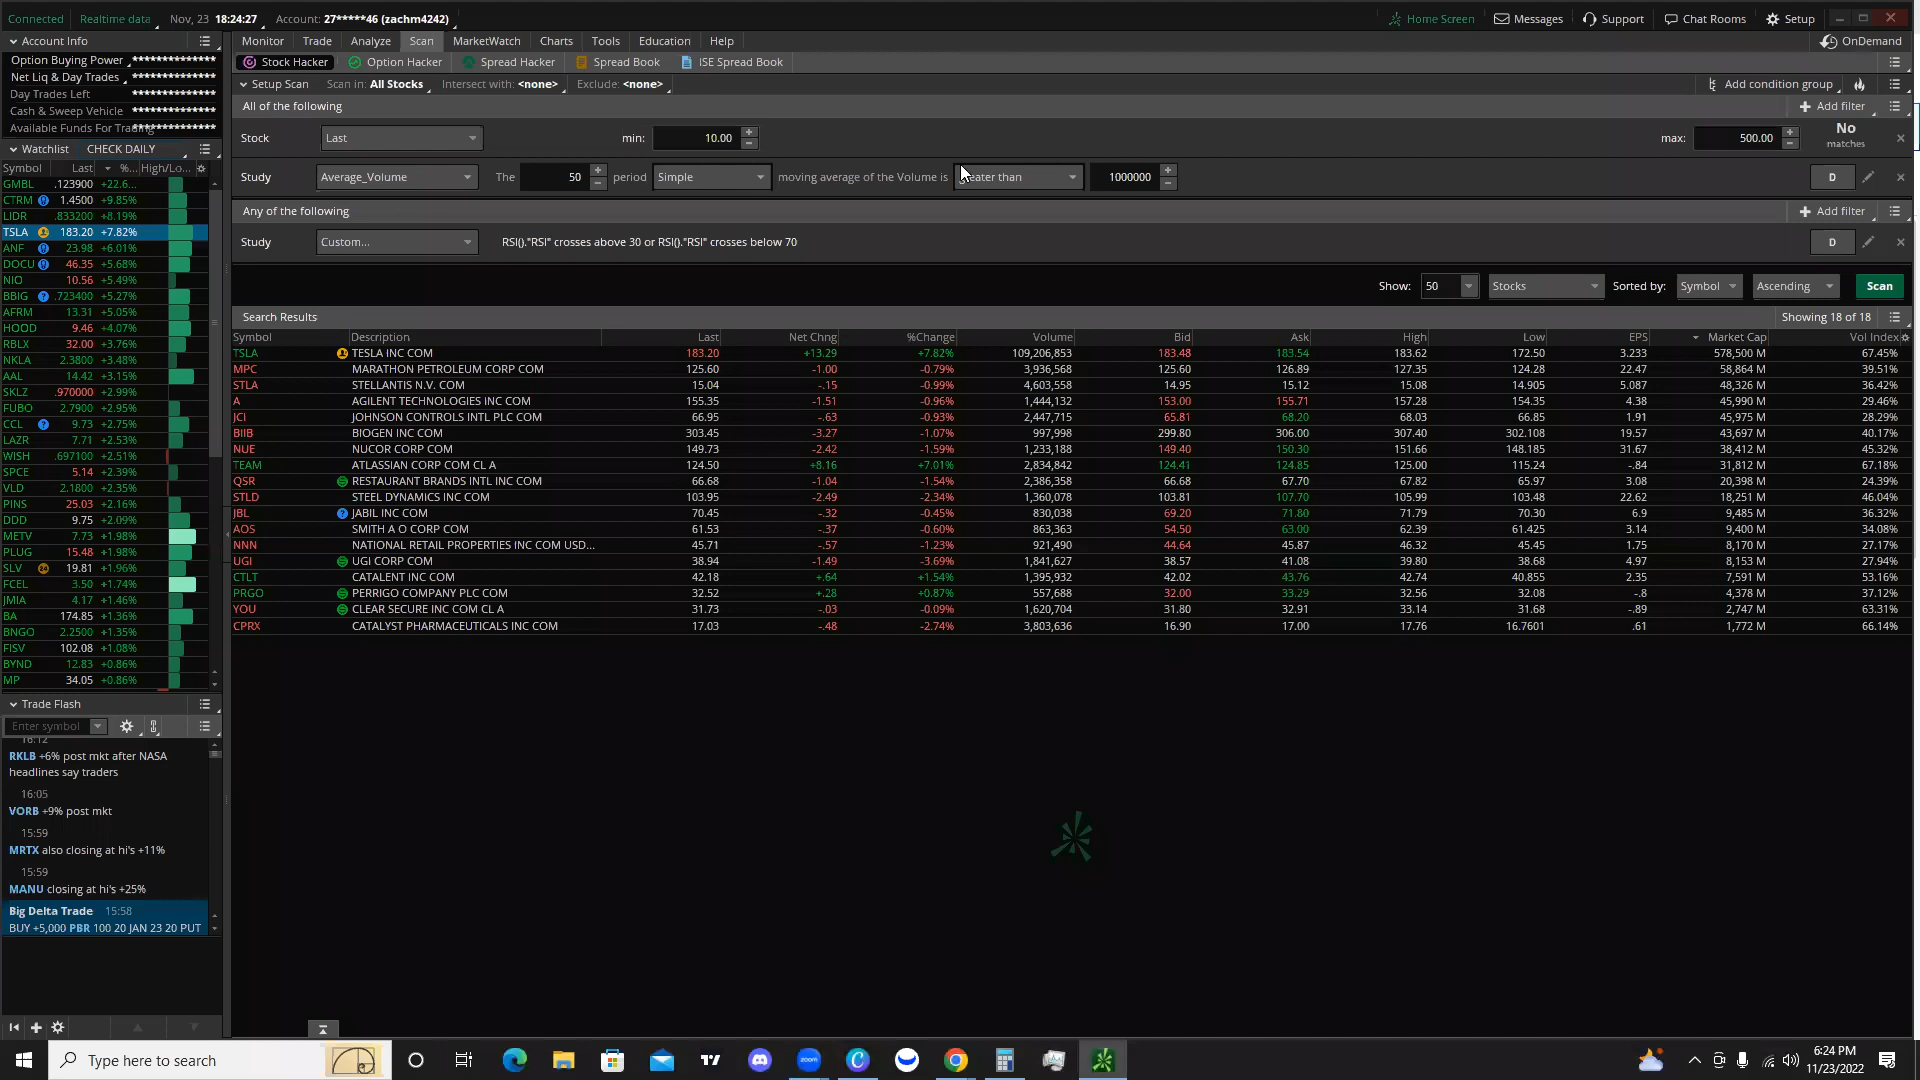 Connected Realtime data Nov, 23 18:24:27 Account: 27*****46 (zachm4242) Home Screen Messages Support Chat Rooms Setup
Account Info Monitor Trade Analyze Scan MarketWatch Charts Tools Education Help OnDemand
Option Buying Power ************** Stock Hacker Option Hacker Spread Hacker Spread Book ISE Spread Book
Net Liq & Day Trades **************
Day Trades Left ************** Setup Scan Scan in: All Stocks Intersect with: <none> Exclude: <none> Add condition group
Cash & Sweep Vehicle ************** All of the following Add filter
Available Funds For Trading **************
Stock Last min: 10.00 max: 500.00 No matches
Study Average_Volume The 50 period Simple moving average of the Volume is greater than 1000000 D
Any of the following Add filter
Study Custom... RSI()."RSI" crosses above 30 or RSI()."RSI" crosses below 70 D
Show: 50 Stocks Sorted by: Symbol Ascending Scan
Search Results Showing 18 of 18
Symbol Description Last Net Chng %Change Volume Bid Ask High Low EPS Market Cap Vol Index
TSLA TESLA INC COM 183.20 +13.29 +7.82% 109,206,853 183.48 183.54 183.62 172.50 3.233 578,500 M 67.45%
MPC MARATHON PETROLEUM CORP COM 125.60 -1.00 -0.79% 3,936,568 125.60 126.89 127.35 124.28 22.47 58,864 M 39.51%
STLA STELLANTIS N.V. COM 15.04 -.15 -0.99% 4,603,558 14.95 15.12 15.08 14.905 5.087 48,326 M 36.42%
A AGILENT TECHNOLOGIES INC COM 155.35 -1.51 -0.96% 1,444,132 153.00 155.71 157.28 154.35 4.38 45,990 M 29.46%
JCI JOHNSON CONTROLS INTL PLC COM 66.95 -.63 -0.93% 2,447,715 65.81 68.20 68.03 66.85 1.91 45,975 M 28.29%
BIIB BIOGEN INC COM 303.45 -3.27 -1.07% 997,998 299.80 306.00 307.40 302.108 19.57 43,697 M 40.17%
NUE NUCOR CORP COM 149.73 -2.42 -1.59% 1,233,188 149.40 150.30 151.66 148.185 31.67 38,412 M 45.32%
TEAM ATLASSIAN CORP COM CL A 124.50 +8.16 +7.01% 2,834,842 124.41 124.85 125.00 115.24 -.84 31,812 M 67.18%
QSR RESTAURANT BRANDS INTL INC COM 66.68 -1.04 -1.54% 2,386,358 66.68 67.70 67.82 65.97 3.08 20,398 M 24.39%
STLD STEEL DYNAMICS INC COM 103.95 -2.49 -2.34% 1,360,078 103.81 107.70 105.99 103.48 22.62 18,251 M 46.04%
JBL JABIL INC COM 70.45 -.32 -0.45% 830,038 69.20 71.80 71.79 70.30 6.9 9,485 M 36.32%
AOS SMITH A O CORP COM 61.53 -.37 -0.60% 863,363 54.50 63.00 62.39 61.425 3.14 9,400 M 34.08%
NNN NATIONAL RETAIL PROPERTIES INC COM USD... 45.71 -.57 -1.23% 921,490 44.64 45.87 46.32 45.45 1.75 8,170 M 27.17%
UGI UGI CORP COM 38.94 -1.49 -3.69% 1,841,627 38.57 41.08 39.80 38.68 4.97 8,153 M 27.94%
CTLT CATALENT INC COM 42.18 +.64 +1.54% 1,395,932 42.02 43.76 42.74 40.855 2.35 7,591 M 53.16%
PRGO PERRIGO COMPANY PLC COM 32.52 +.28 +0.87% 557,688 32.00 33.29 32.56 32.08 -.8 4,378 M 37.12%
YOU CLEAR SECURE INC COM CL A 31.73 -.03 -0.09% 1,620,704 31.80 32.91 33.14 31.68 -.89 2,747 M 63.31%
CPRX CATALYST PHARMACEUTICALS INC COM 17.03 -.48 -2.74% 3,803,636 16.90 17.00 17.76 16.7601 .61 1,772 M 66.14%
Watchlist CHECK DAILY
Symbol Last %... High/Lo...
GMBL .123900 +22.6...
CTRM 1.4500 +9.85%
LIDR .833200 +8.19%
TSLA 183.20 +7.82%
ANF 23.98 +6.01%
DOCU 46.35 +5.68%
NIO 10.56 +5.49%
BBIG .723400 +5.27%
AFRM 13.31 +5.05%
HOOD 9.46 +4.07%
RBLX 32.00 +3.76%
NKLA 2.3800 +3.48%
AAL 14.42 +3.15%
SKLZ .970000 +2.99%
FUBO 2.7900 +2.95%
CCL 9.73 +2.75%
LAZR 7.71 +2.53%
WISH .697100 +2.51%
SPCE 5.14 +2.39%
VLD 2.1800 +2.35%
PINS 25.03 +2.16%
DDD 9.75 +2.09%
METV 7.73 +1.98%
PLUG 15.48 +1.98%
SLV 19.81 +1.96%
FCEL 3.50 +1.74%
JMIA 4.17 +1.46%
BA 174.85 +1.36%
BNGO 2.2500 +1.35%
FISV 102.08 +1.08%
BYND 12.83 +0.86%
MP 34.05 +0.86%
Trade Flash
Enter symbol
16:12
RKLB +6% post mkt after NASA
headlines say traders
16:05
VORB +9% post mkt
15:59
MRTX also closing at hi's +11%
15:59
MANU closing at hi's +25%
Big Delta Trade 15:58
BUY +5,000 PBR 100 20 JAN 23 20 PUT
Type here to search zoom 6:24 PM
11/23/2022